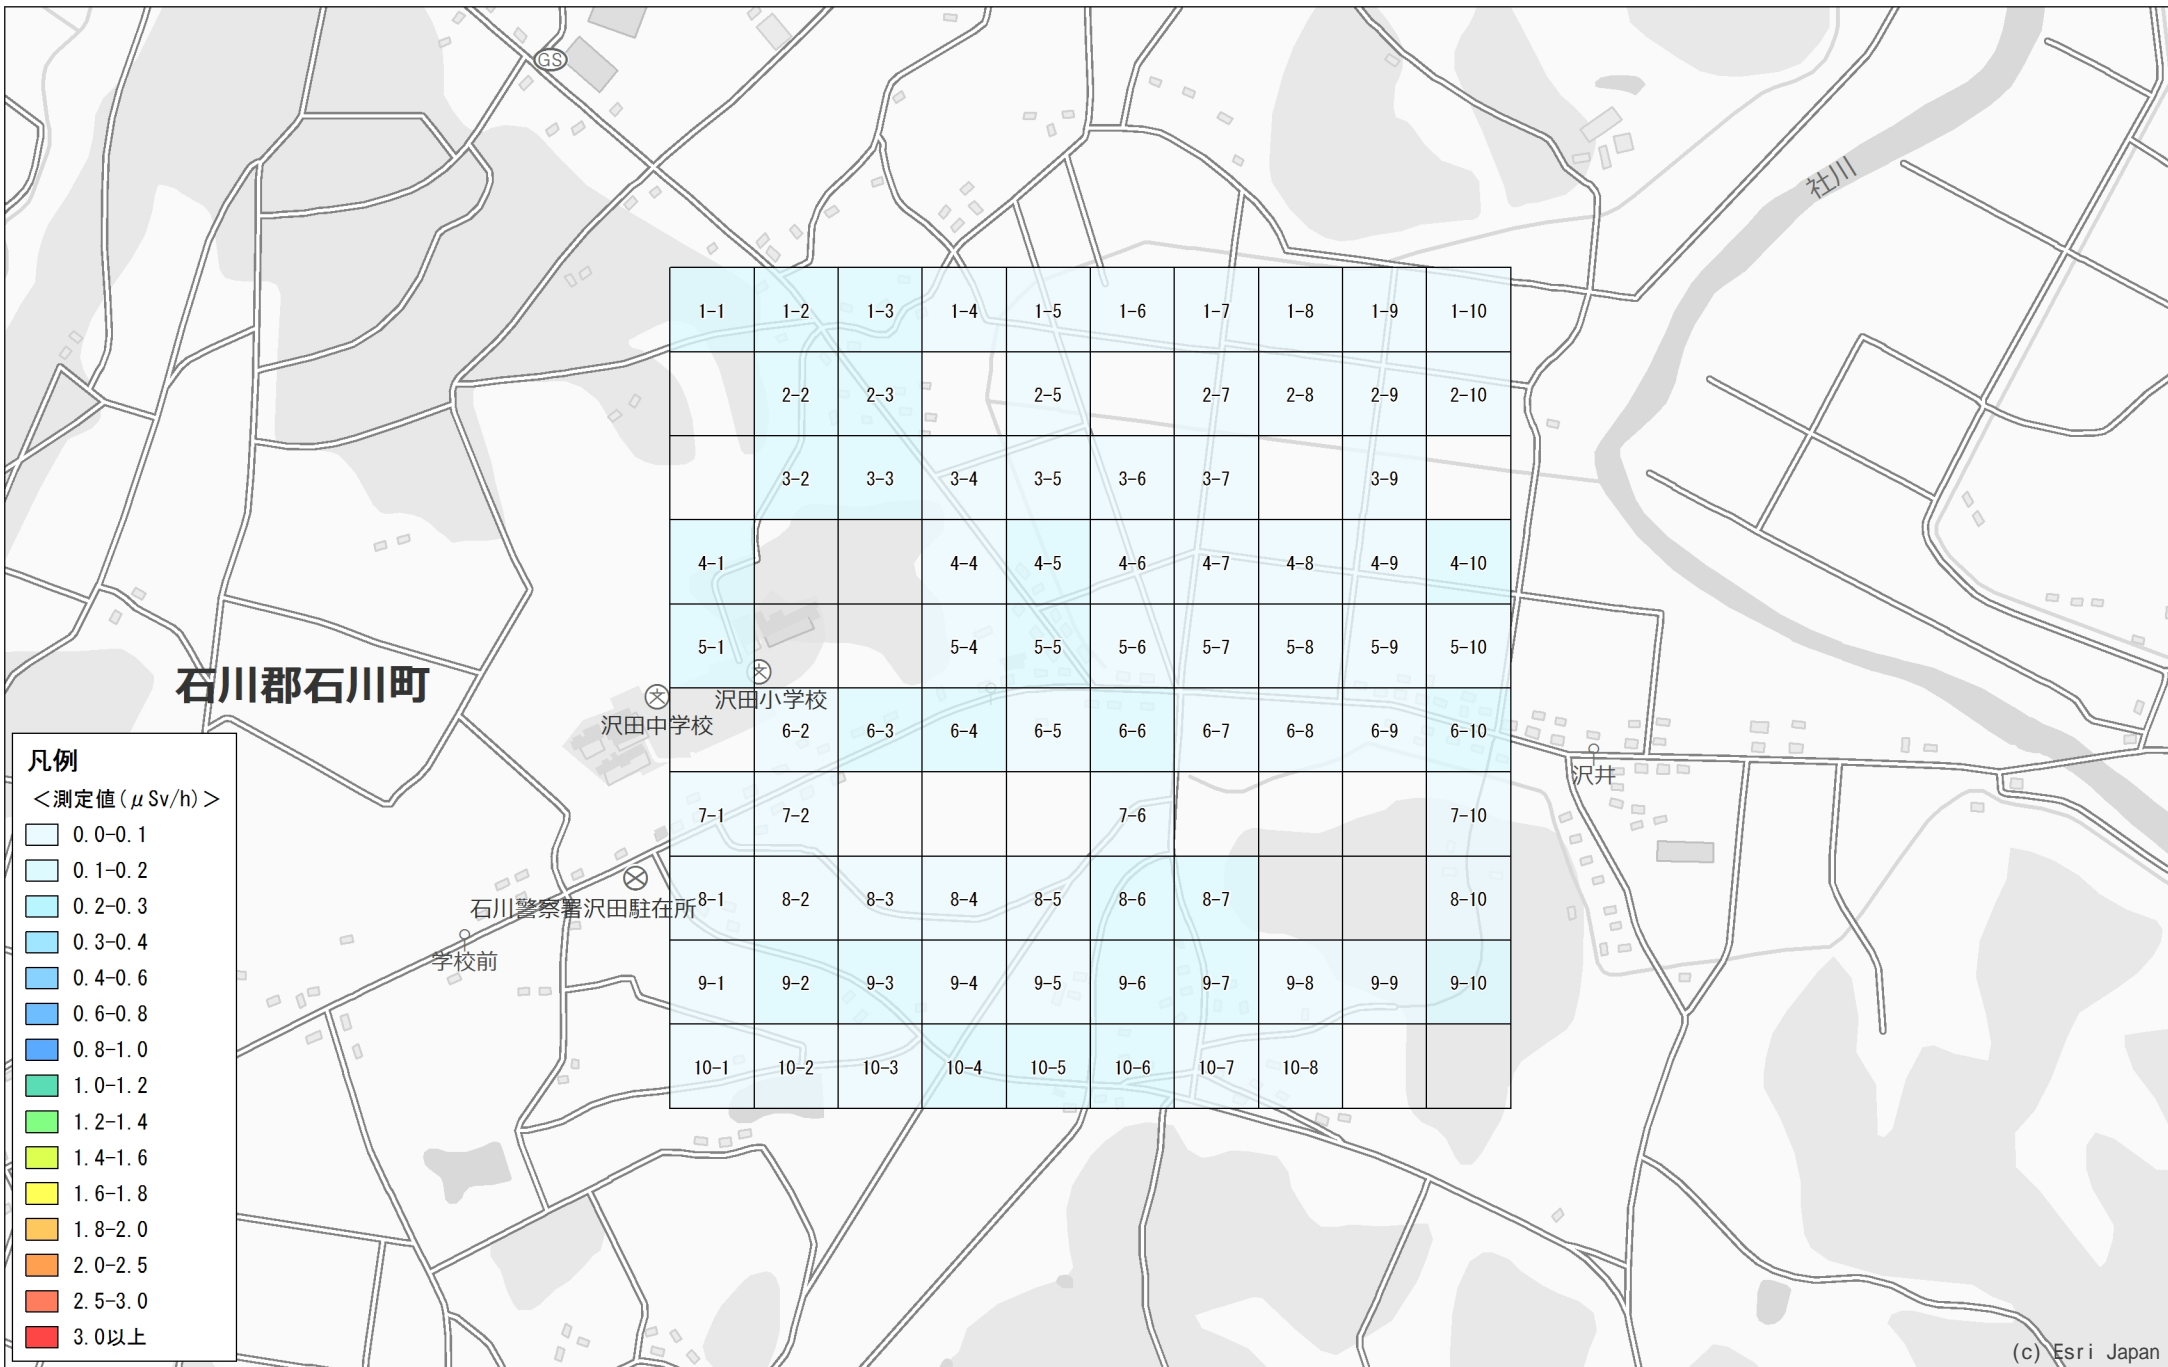 GS
社川
1-1 1-2 1-3 1-4 1-5 1-6 1-7 1-8 1-9 1-10
2-2 2-3 2-5 2-7 2-8 2-9 2-10
3-2 3-3 3-4 3-5 3-6 3-7 3-9
4-1 4-4 4-5 4-6 4-7 4-8 4-9 4-10
5-1 5-4 5-5 5-6 5-7 5-8 5-9 5-10
石川郡石川町
文
沢田小学校
文
沢田中学校
6-2 6-3 6-4 6-5 6-6 6-7 6-8 6-9 6-10
沢井
7-1 7-2 7-6 7-10
8-1 8-2 8-3 8-4 8-5 8-6 8-7 8-10
石川警察署沢田駐在所
学校前
9-1 9-2 9-3 9-4 9-5 9-6 9-7 9-8 9-9 9-10
10-1 10-2 10-3 10-4 10-5 10-6 10-7 10-8
凡例
＜測定値(μSv/h)＞
0.0-0.1
0.1-0.2
0.2-0.3
0.3-0.4
0.4-0.6
0.6-0.8
0.8-1.0
1.0-1.2
1.2-1.4
1.4-1.6
1.6-1.8
1.8-2.0
2.0-2.5
2.5-3.0
3.0以上
(c) Esri Japan